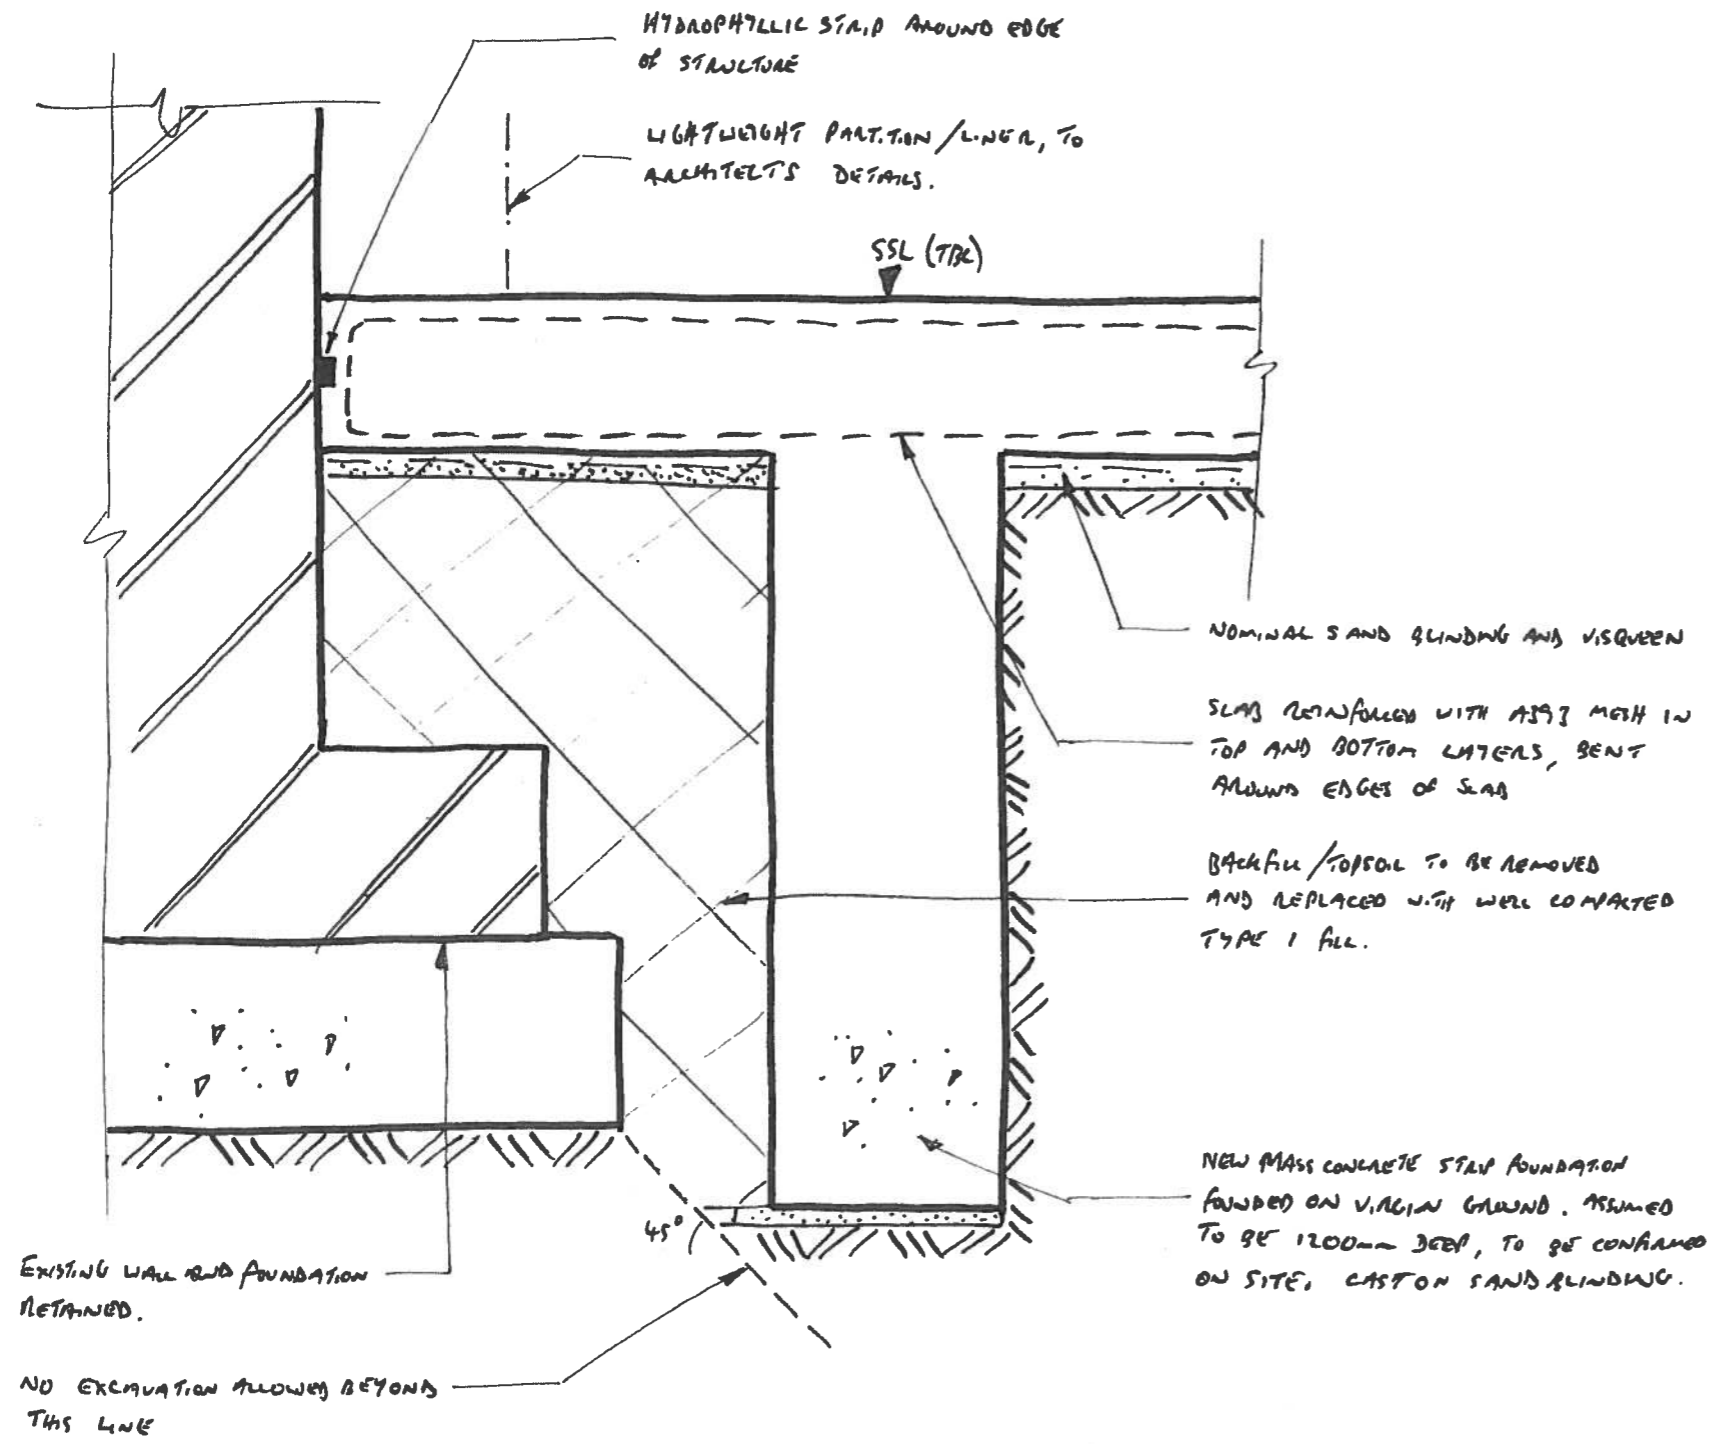 HYDROPHYLLIC STRIP AROUND EDGE
OF STRUCTURE
LIGHTWEIGHT PARTITION/LINER, TO
ARCHITECTS DETAILS.
SSL (TBC)
NOMINAL SAND BLINDING AND VISQUEEN
SLAB REINFORCED WITH A393 MESH IN
TOP AND BOTTOM LAYERS, BENT
AROUND EDGES OF SLAB
BACKFILL/TOPSOIL TO BE REMOVED
AND REPLACED WITH WELL COMPACTED
TYPE 1 FILL.
NEW MASS CONCRETE STRIP FOUNDATION
FOUNDED ON VIRGIN GROUND. ASSUMED
TO BE 1200mm DEEP, TO BE CONFIRMED
ON SITE. CAST ON SAND BLINDING.
45°
EXISTING WALL AND FOUNDATION
RETAINED.
NO EXCAVATION ALLOWED BEYOND
THIS LINE